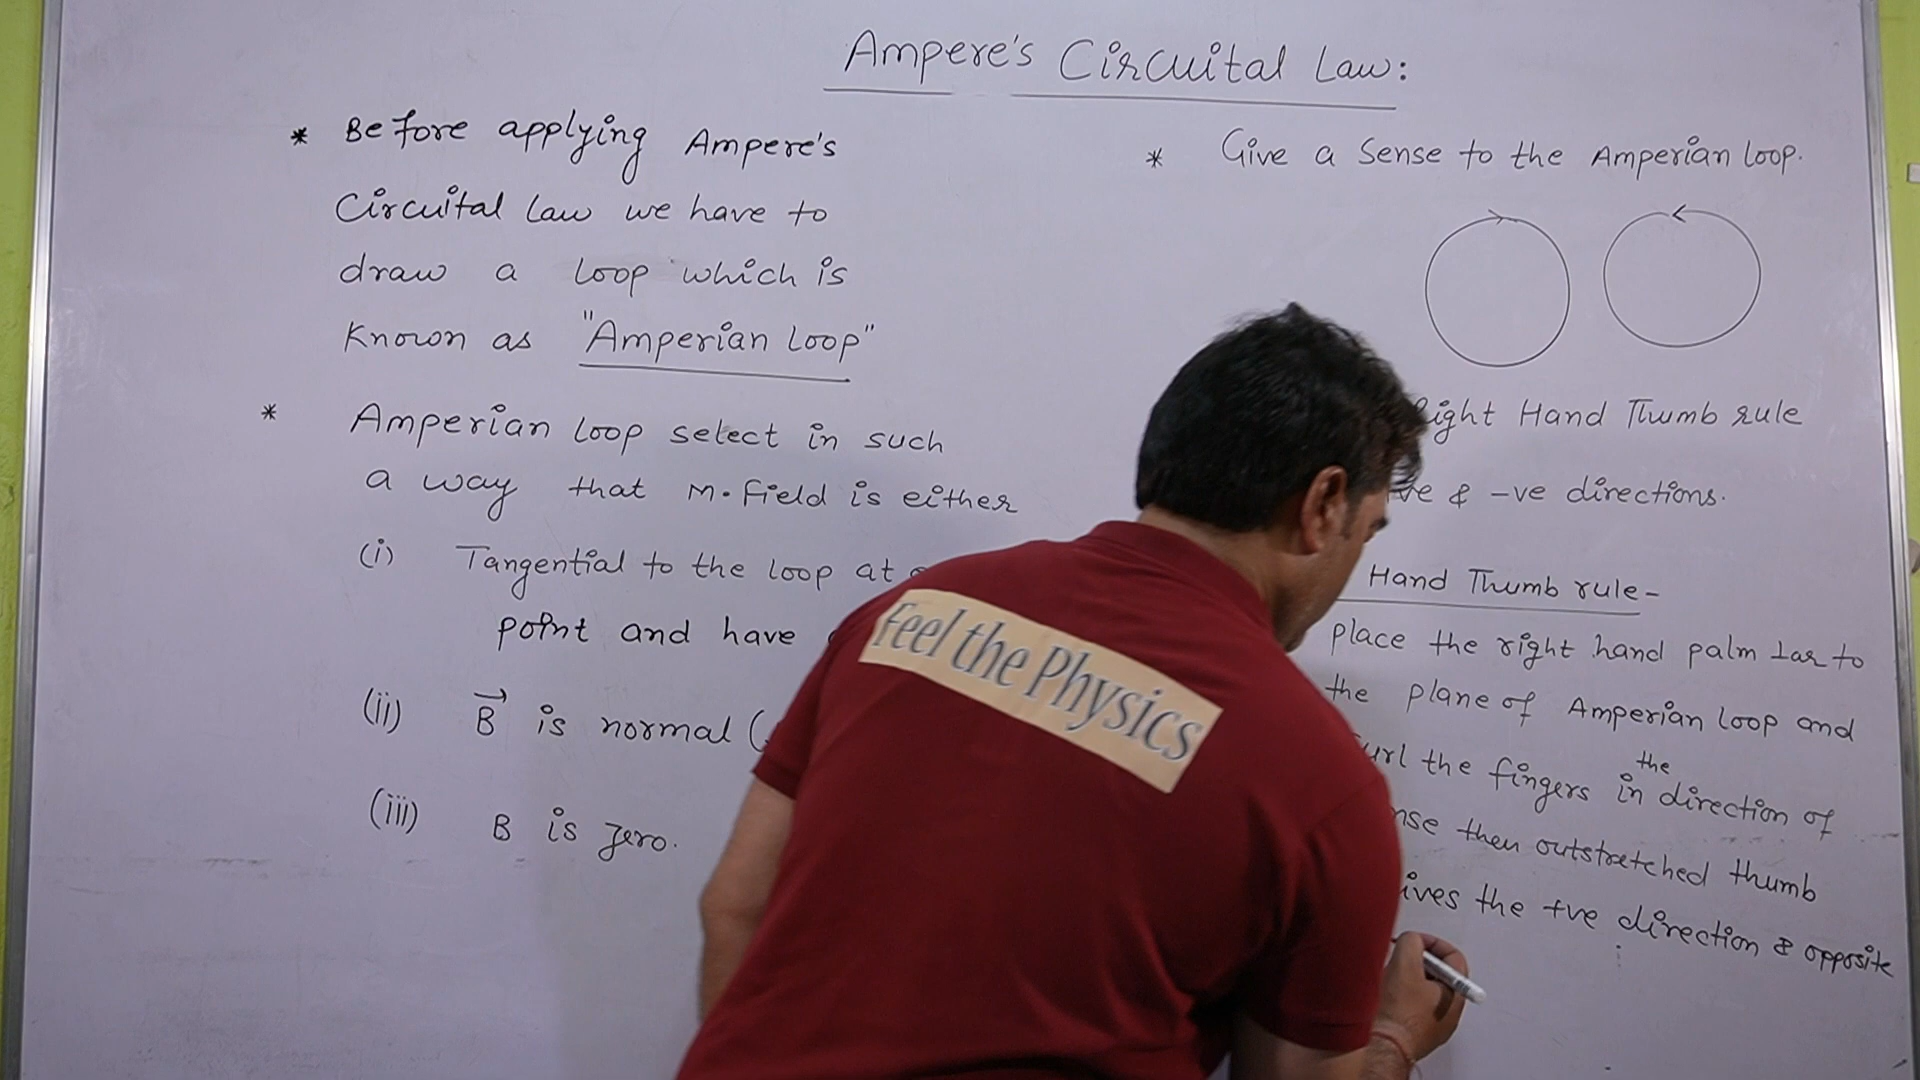 Ampere's Circuital Law:
* Before applying Ampere's
Circuital Law we have to
draw a loop which is
Known as "Amperian Loop"
* Amperian loop select in such
a way that M. field is either
(i) Tangential to the loop at
point and have
(ii) B⃗ is normal (
(iii) B is zero.
* Give a sense to the Amperian loop.
Right Hand Thumb rule
ve & -ve directions.
Hand Thumb rule-
place the right hand palm ⊥ar to
the plane of Amperian loop and
curl the fingers in the direction of
then outstretched thumb
gives the +ve direction & opposite
Feel the Physics